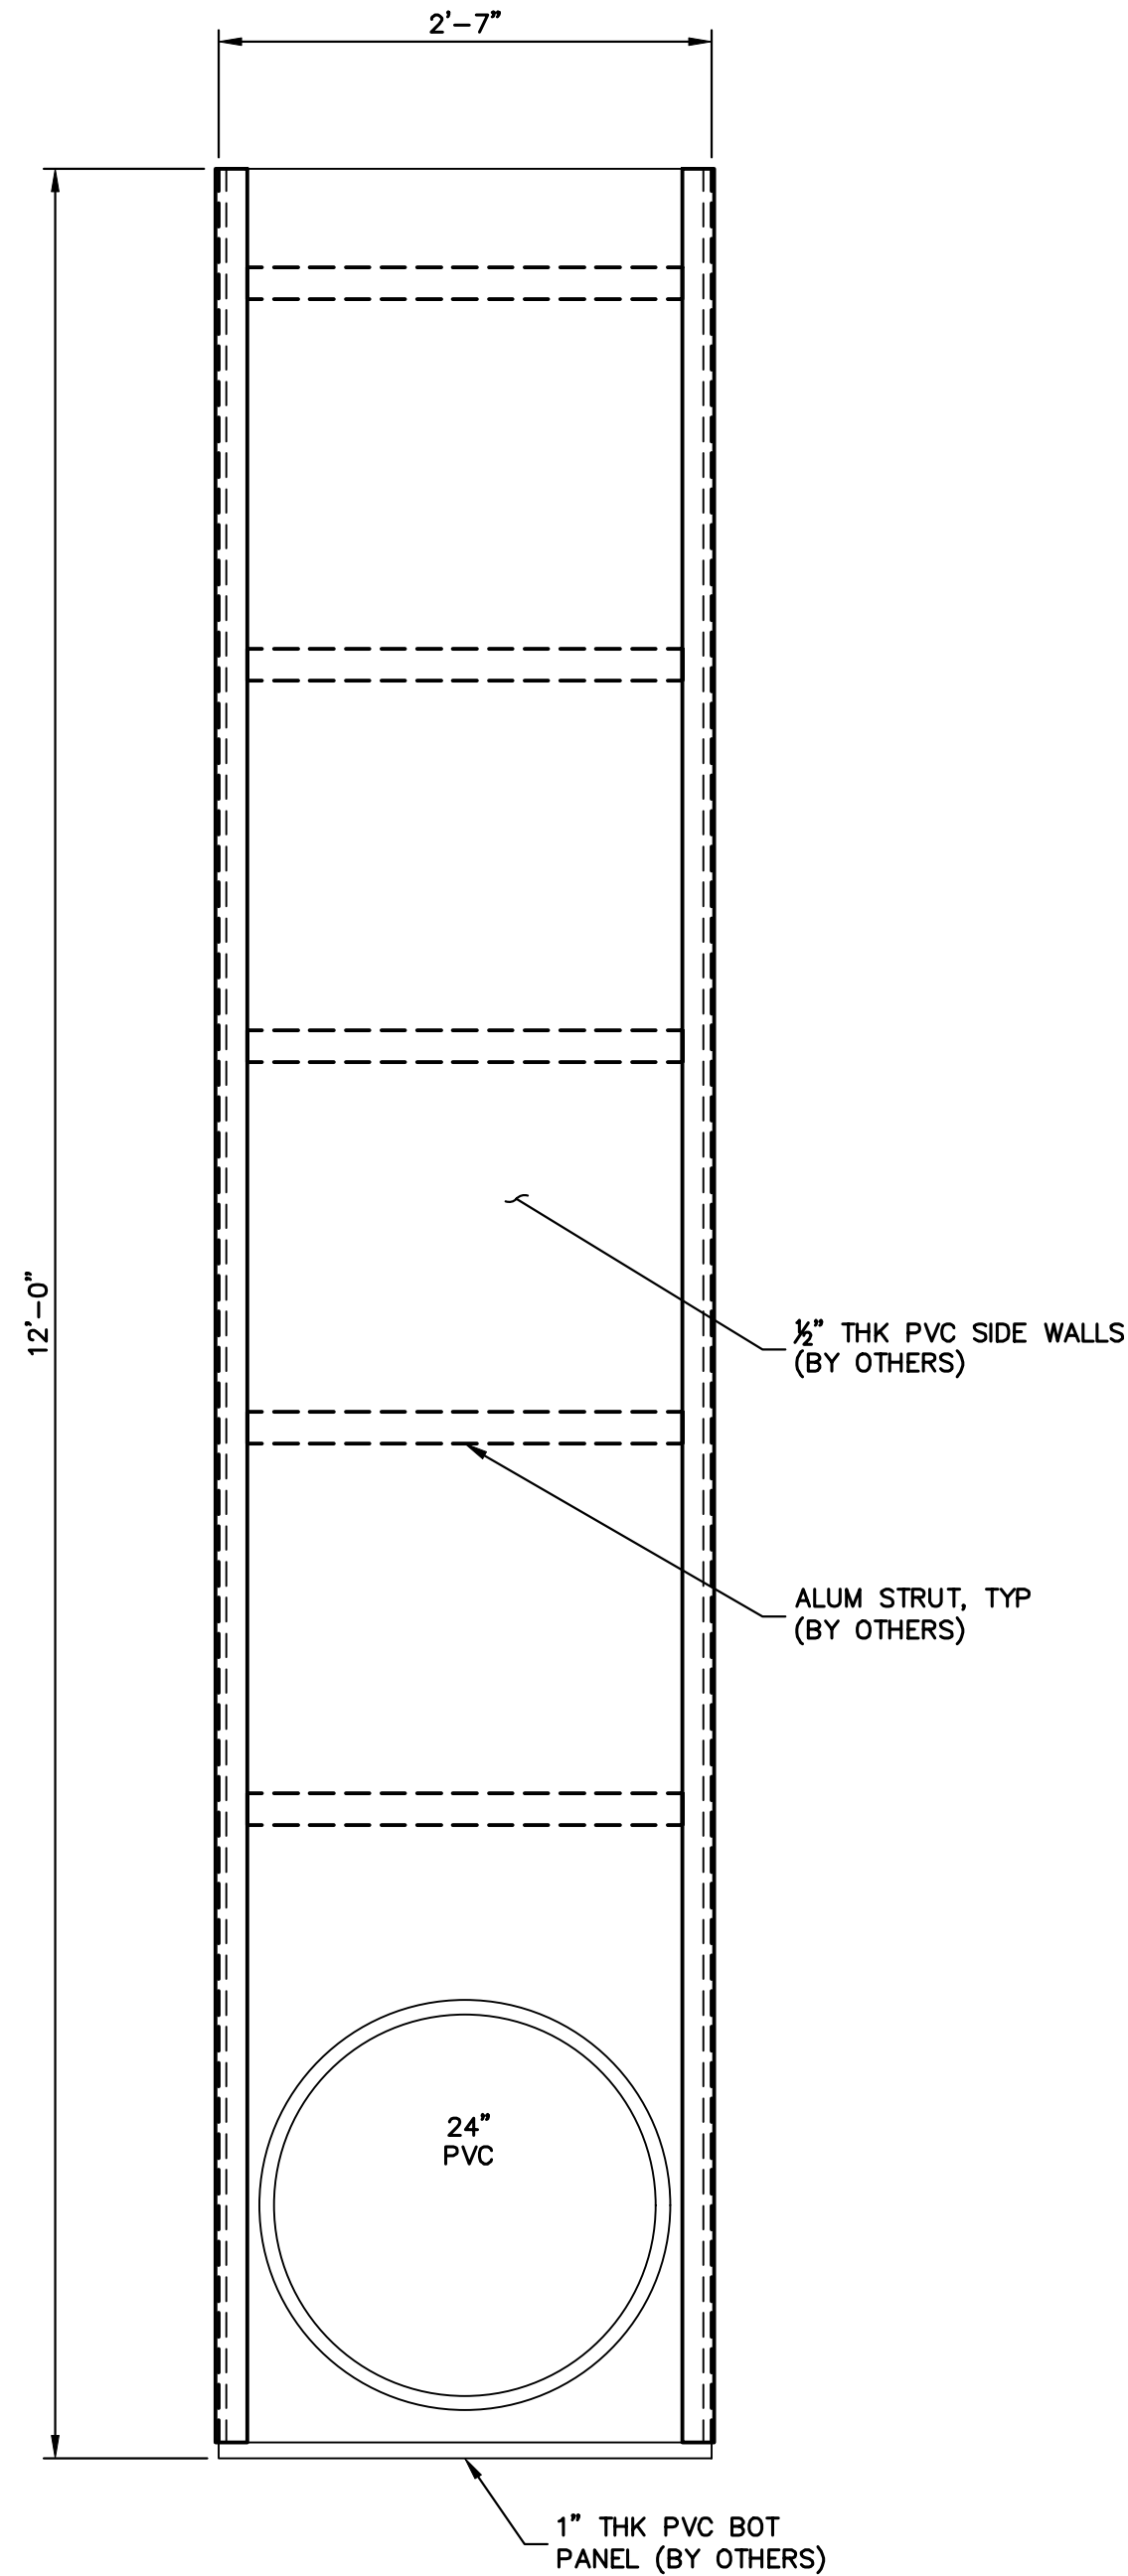 2'-7"
12'-0"
½" THK PVC SIDE WALLS
(BY OTHERS)
ALUM STRUT, TYP
(BY OTHERS)
24"
PVC
1" THK PVC BOT
PANEL (BY OTHERS)